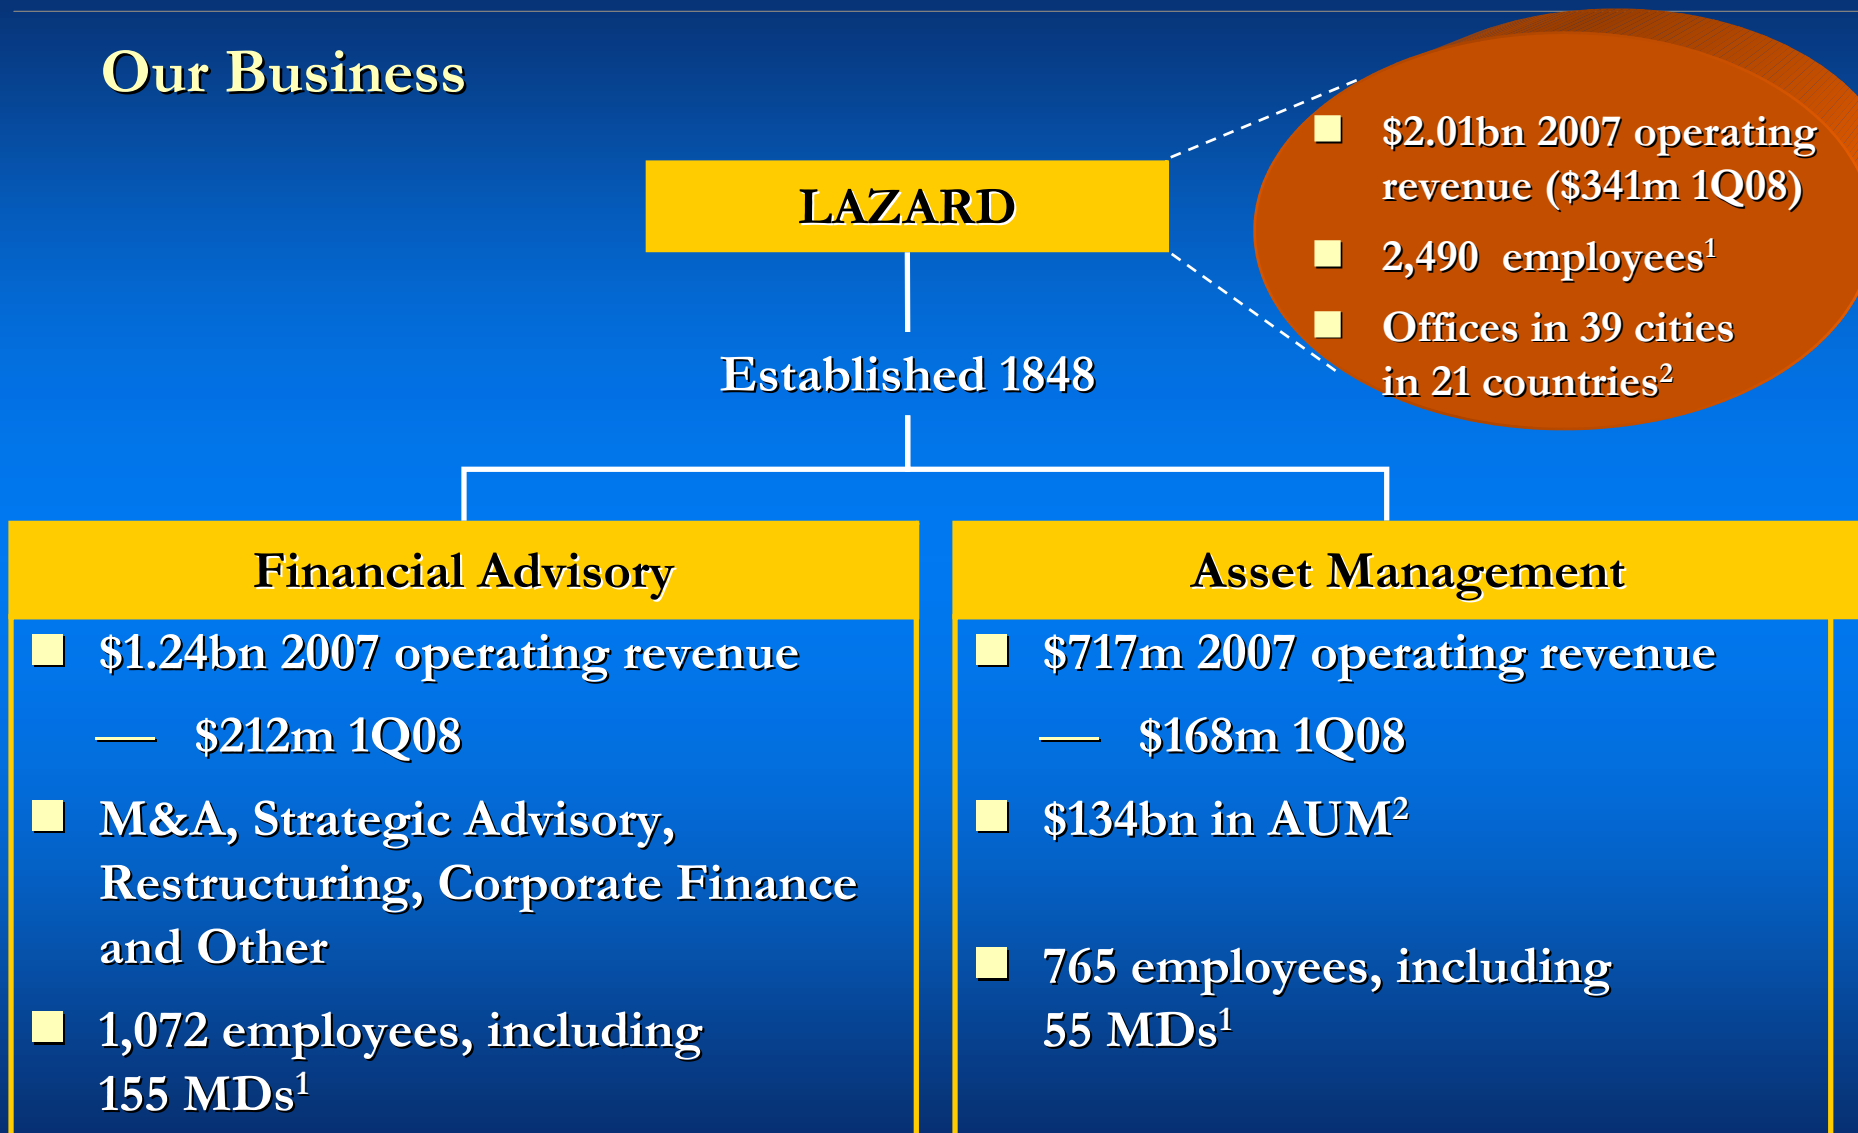 Our Business
$2.01bn 2007 operating
revenue ($341m 1Q08)
2,490 employees¹
Offices in 39 cities
in 21 countries²
LAZARD
Established 1848
Financial Advisory
$1.24bn 2007 operating revenue
— $212m 1Q08
M&A, Strategic Advisory,
Restructuring, Corporate Finance
and Other
1,072 employees, including
155 MDs¹
Asset Management
$717m 2007 operating revenue
— $168m 1Q08
$134bn in AUM²
765 employees, including
55 MDs¹